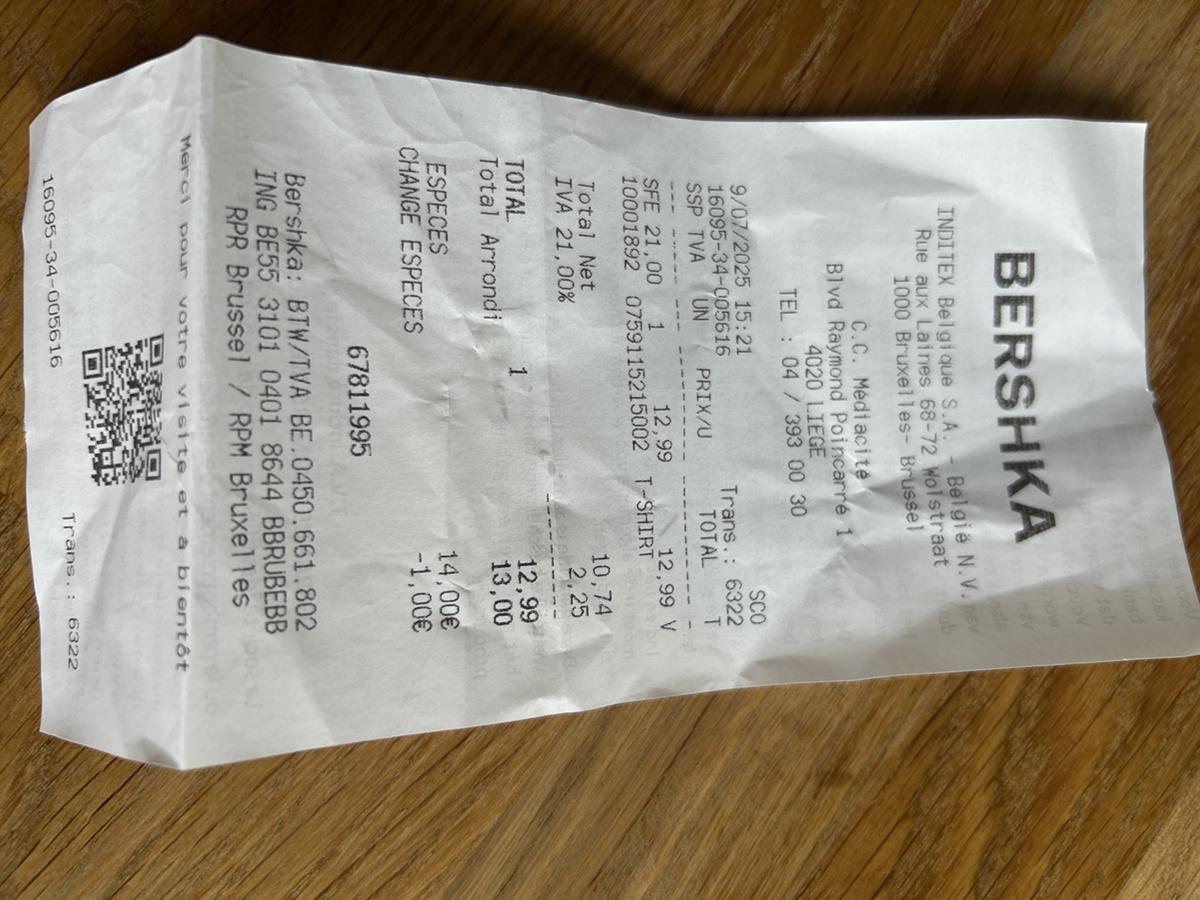 BERSHKA
INDITEX Belgique S.A. - België N.V.
Rue aux Laines 68-72 Wolstraat
1000 Bruxelles- Brussel
C.C. Médiacité
Blvd Raymond Poincarré 1
4020 LIEGE
TEL : 04 / 393 00 30
SCO
9/07/2025 15:21 Trans.: 6322
16095-34-005616 TOTAL T
SSP TVA UN PRIX/U
--- ------ --------------- ----------- -
SFE 21,00 1 12,99 12,99 V
10001892 0759115215002 T-SHIRT
Total Net 10,74
IVA 21,00% 2,25
-----------
TOTAL 1 12,99
Total Arrondi 13,00
ESPECES 14,00€
CHANGE ESPECES -1,00€
67811995
Bershka: BTW/TVA BE.0450.661.802
ING BE55 3101 0401 8644 BBRUBEBB
RPR Brussel / RPM Bruxelles
Merci pour votre visite et à bientôt
16095-34-005616 Trans.: 6322